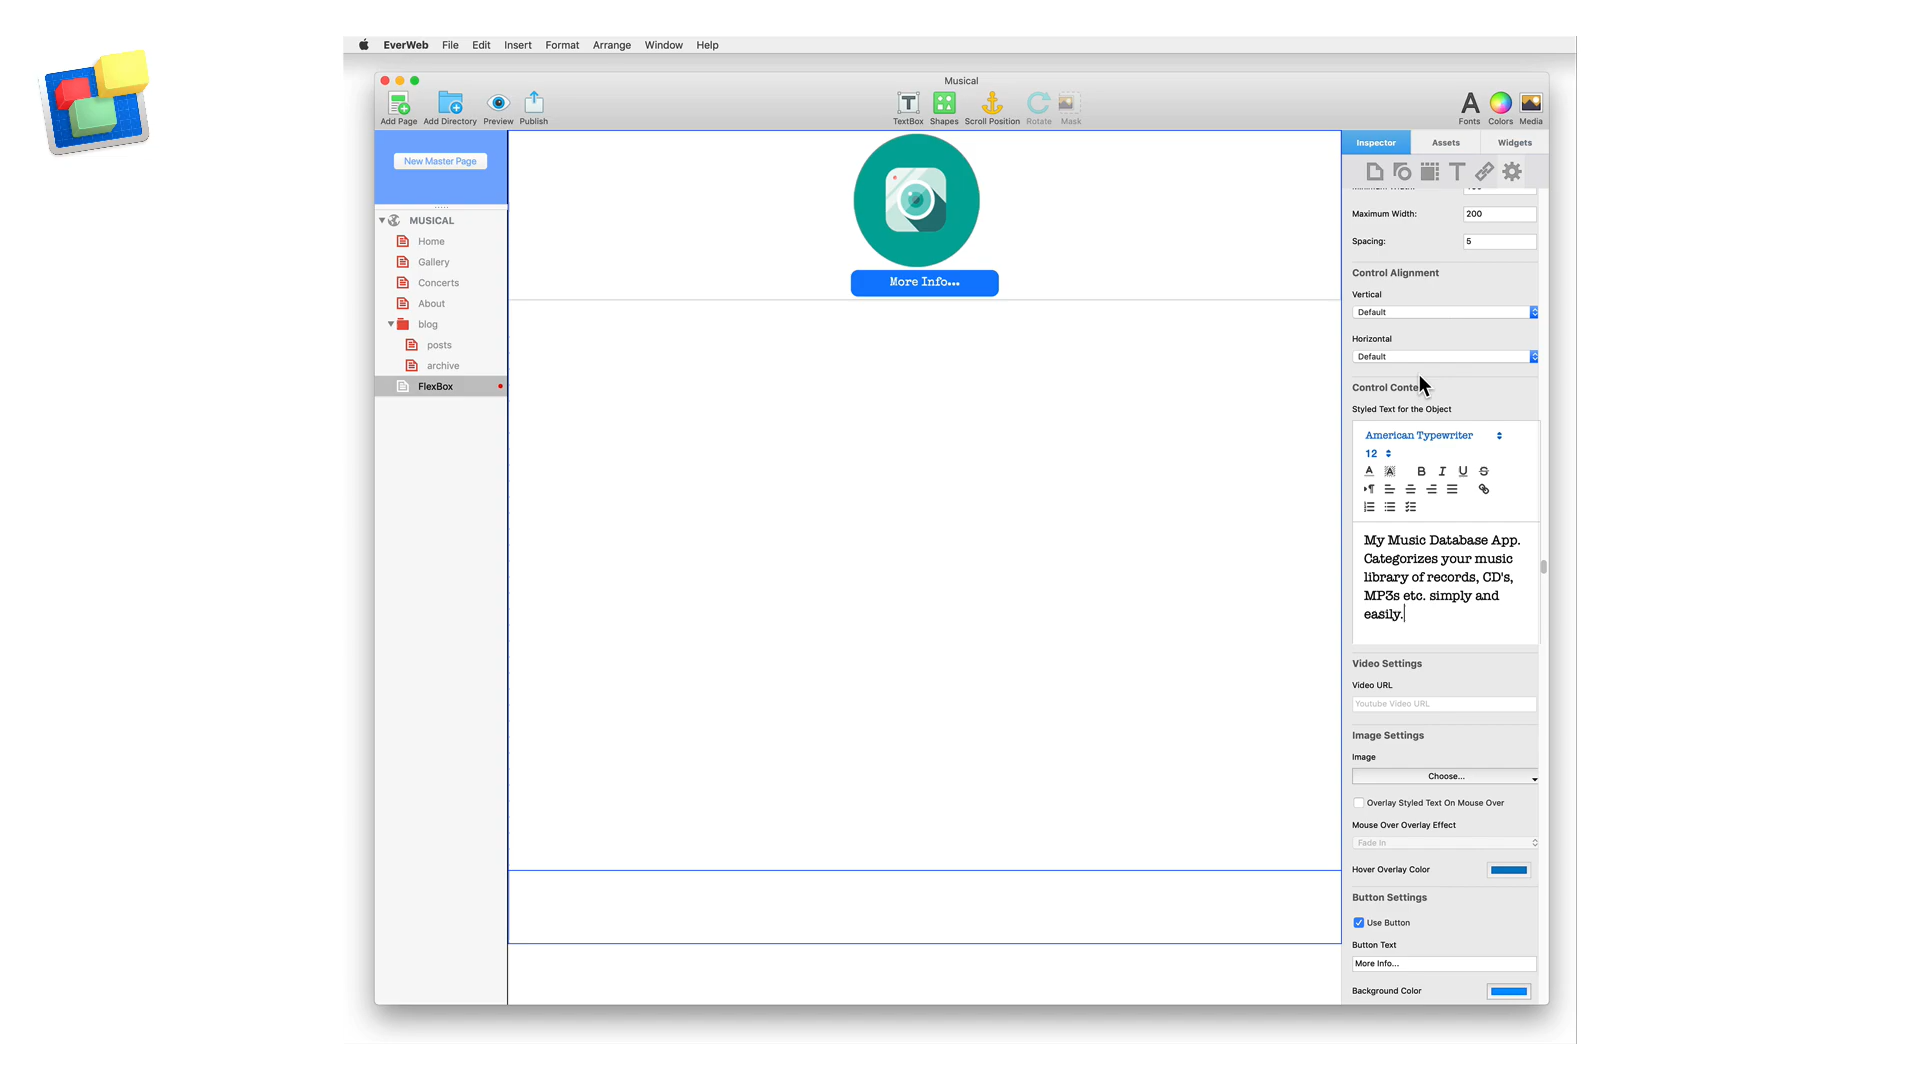 EverWeb File Edit Insert Format Arrange Window Help
Musical
Add Page Add Directory Preview Publish
TextBox Shapes Scroll Position Rotate Mask
Fonts Colors Media
New Master Page
MUSICAL
Home
Gallery
Concerts
About
blog
posts
archive
FlexBox
More Info...
Inspector Assets Widgets
Maximum Width: 200
Spacing: 5
Control Alignment
Vertical
Default
Horizontal
Default
Control Conte
Styled Text for the Object
American Typewriter
12
A A B I U S
My Music Database App.
Categorizes your music
library of records, CD's,
MP3s etc. simply and
easily.
Video Settings
Video URL
Youtube Video URL
Image Settings
Image
Choose...
Overlay Styled Text On Mouse Over
Mouse Over Overlay Effect
Fade In
Hover Overlay Color
Button Settings
Use Button
Button Text
More Info...
Background Color